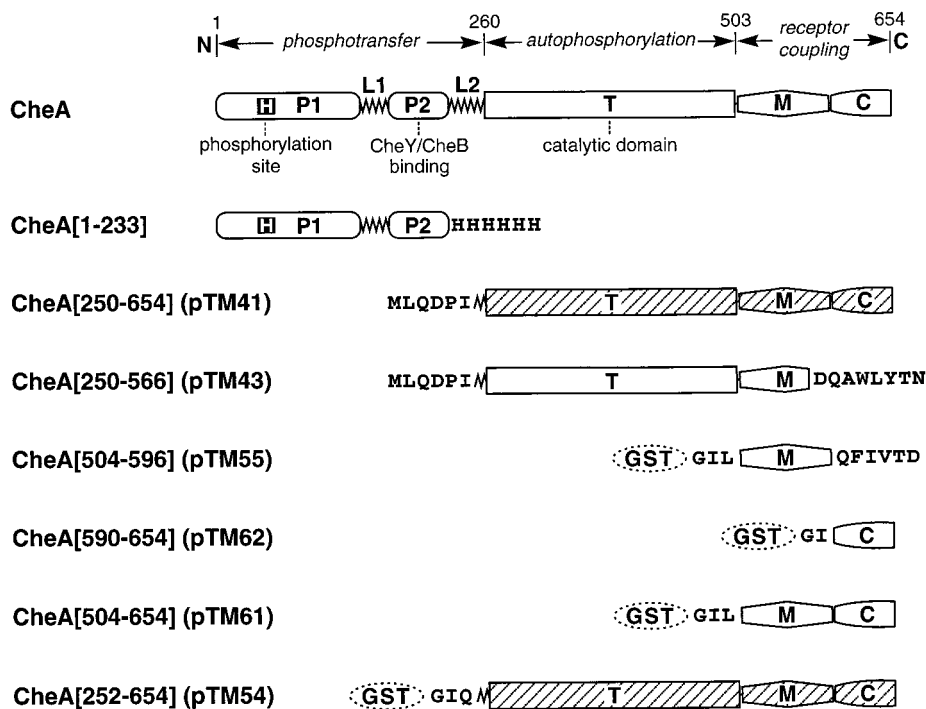 1 260 503 654
N phosphotransfer autophosphorylation receptor coupling C
L1 L2
CheA H P1 P2 T M C
phosphorylation site
CheY/CheB binding
catalytic domain
CheA[1-233] H P1 P2 HHHHHH
CheA[250-654] (pTM41) MLQDPI T M C
CheA[250-566] (pTM43) MLQDPI T M DQAWLYTN
CheA[504-596] (pTM55) GST GIL M QFIVTD
CheA[590-654] (pTM62) GST GI C
CheA[504-654] (pTM61) GST GIL M C
CheA[252-654] (pTM54) GST GIQ T M C